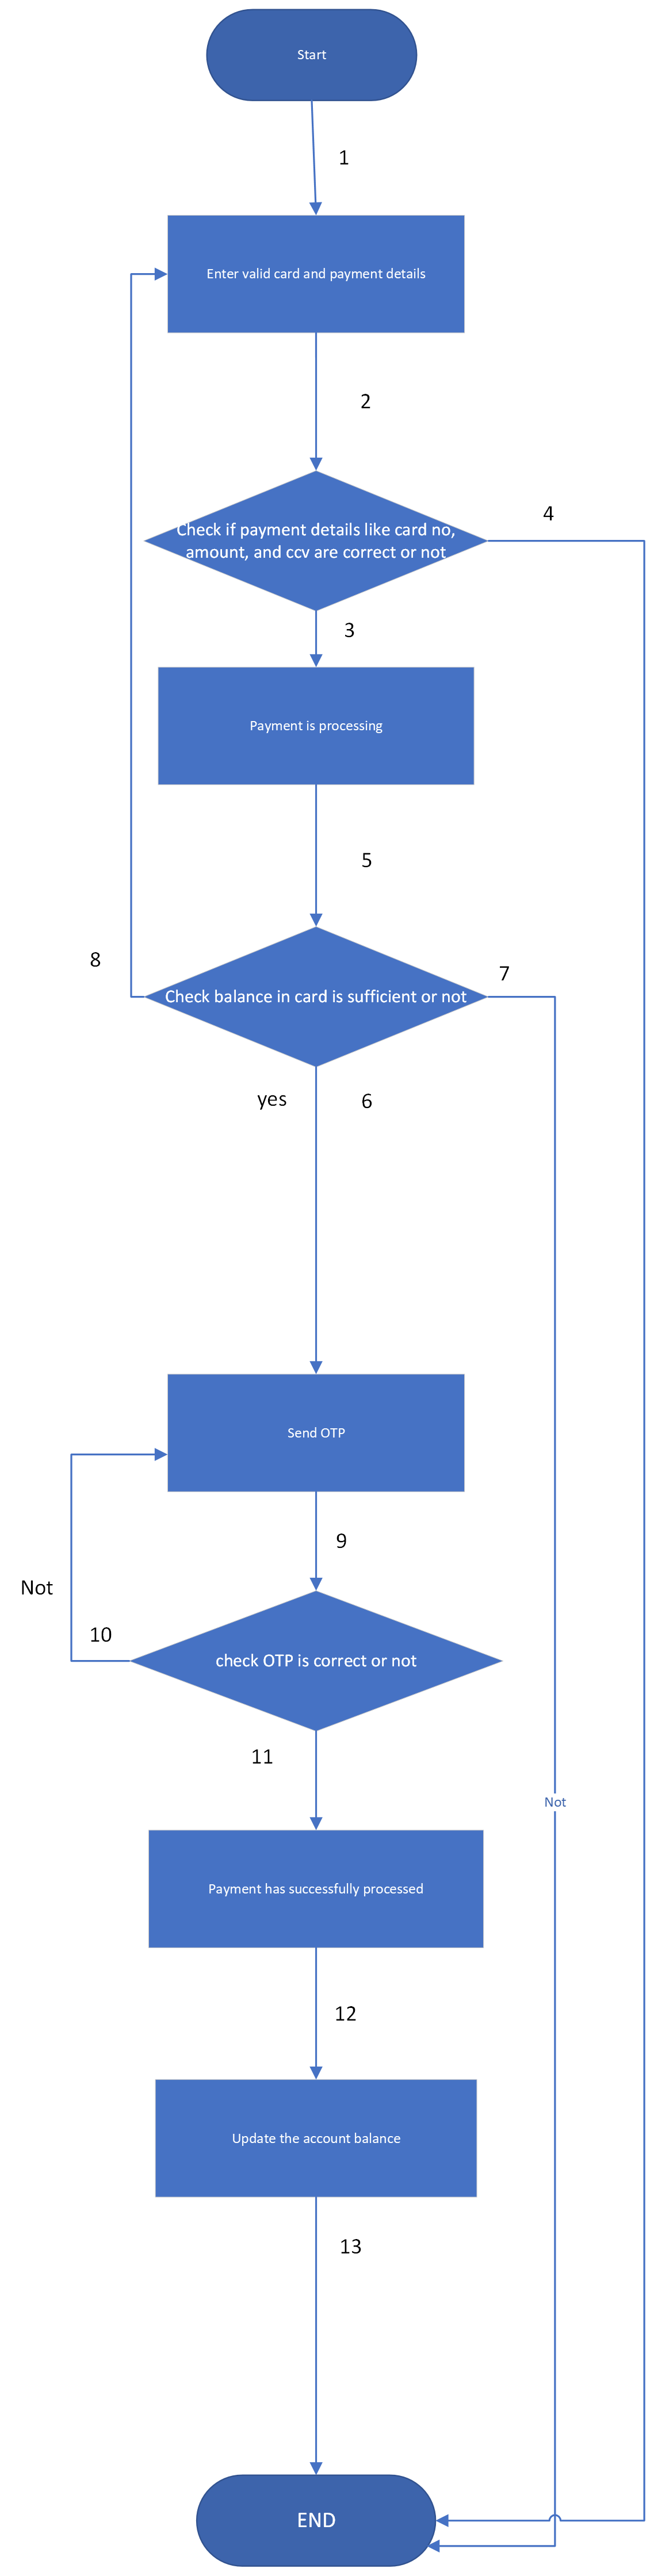 Start
1
Enter valid card and payment details
2
4
Check if payment details like card no,
amount, and ccv are correct or not
3
Payment is processing
5
8
7
Check balance in card is sufficient or not
yes
6
Send OTP
9
Not
10
check OTP is correct or not
11
Not
Payment has successfully processed
12
Update the account balance
13
END